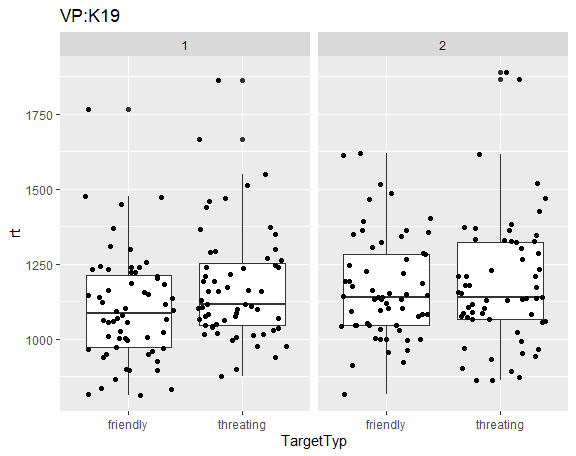 VP:K19
1
2
rt
1750
1500
1250
1000
friendly
threating
friendly
threating
TargetTyp